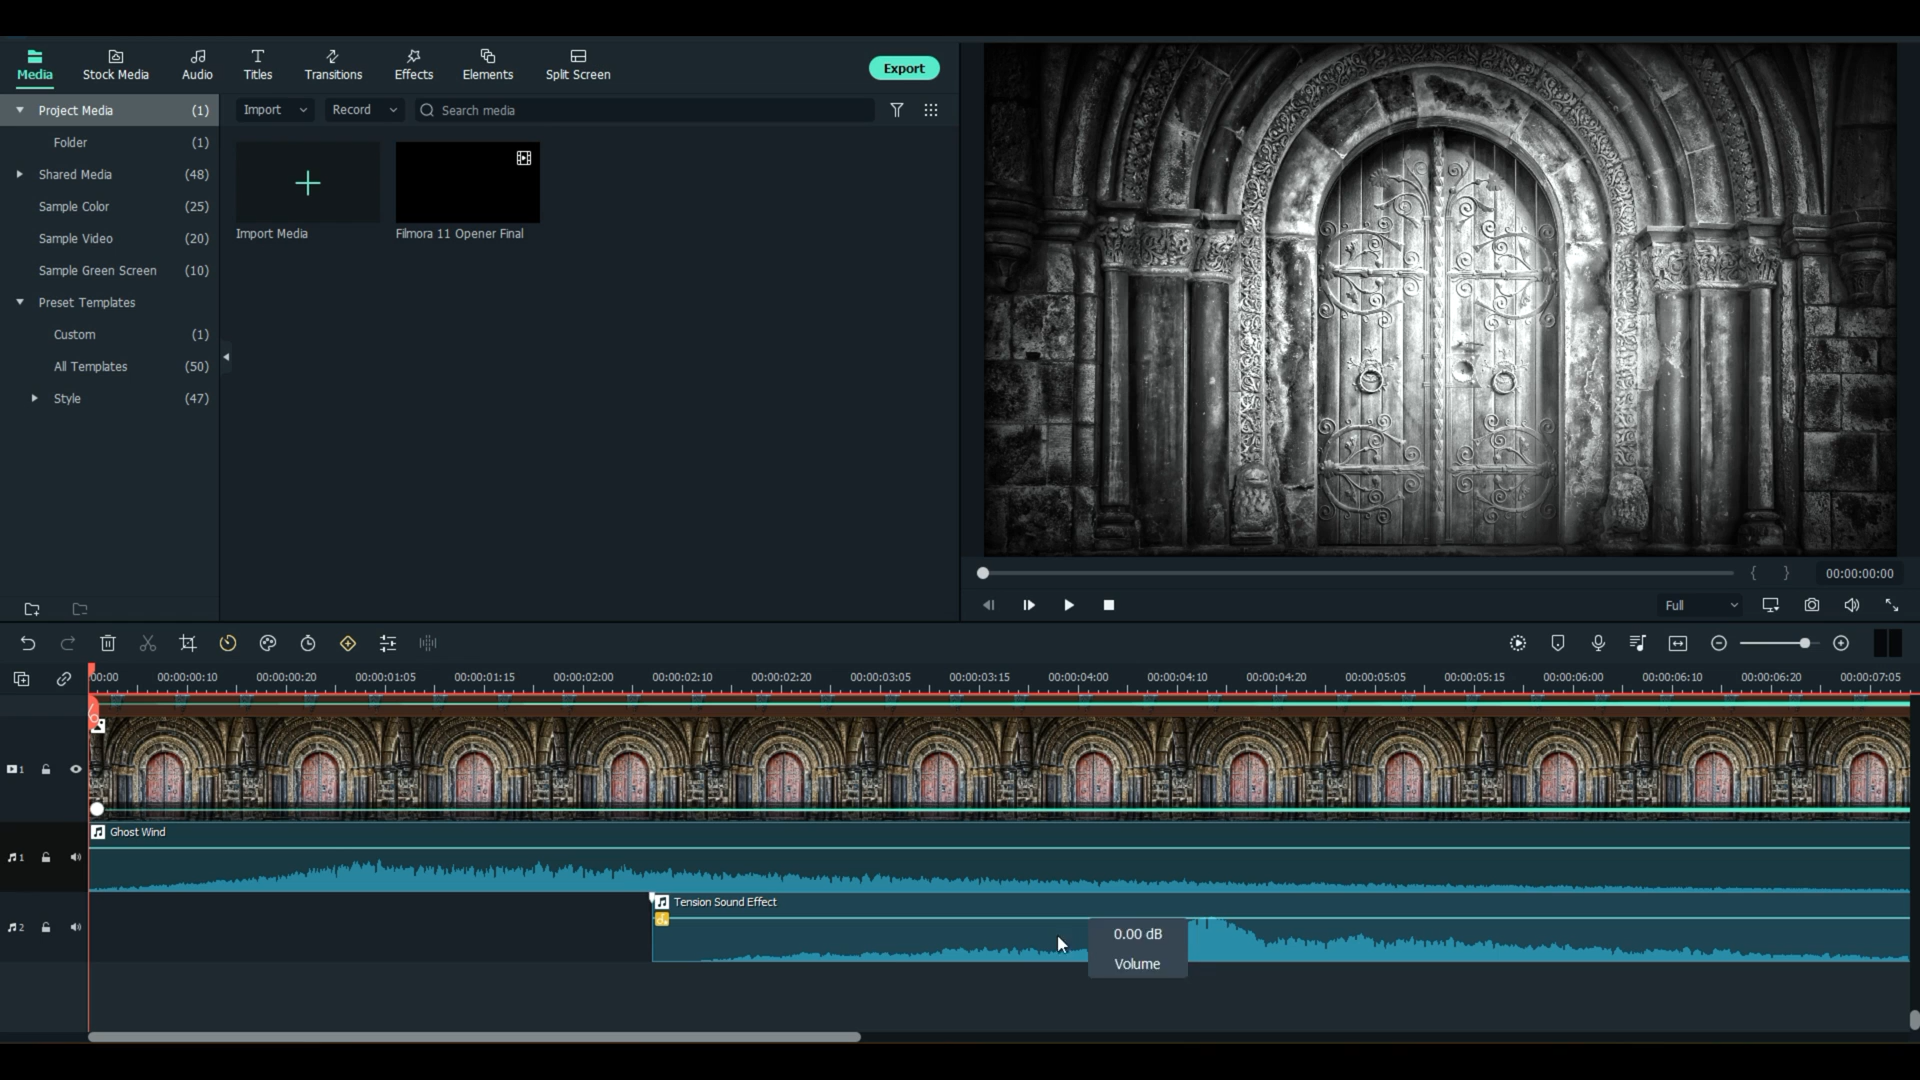 Media
Stock Media
Audio
Titles
Transitions
Effects
Elements
Split Screen
Export
Project Media (1)
Folder (1)
Shared Media (48)
Sample Color (25)
Sample Video (20)
Sample Green Screen (10)
Preset Templates
Custom (1)
All Templates (50)
Style (47)
Import
Record
Search media
Import Media
Filmora 11 Opener Final
{ }
00:00:00:00
Full
00:00
00:00:00:10
00:00:00:20
00:00:01:05
00:00:01:15
00:00:02:00
00:00:02:10
00:00:02:20
00:00:03:05
00:00:03:15
00:00:04:00
00:00:04:10
00:00:04:20
00:00:05:05
00:00:05:15
00:00:06:00
00:00:06:10
00:00:06:20
00:00:07:05
1
Ghost Wind
1
Tension Sound Effect
2
0.00 dB
Volume